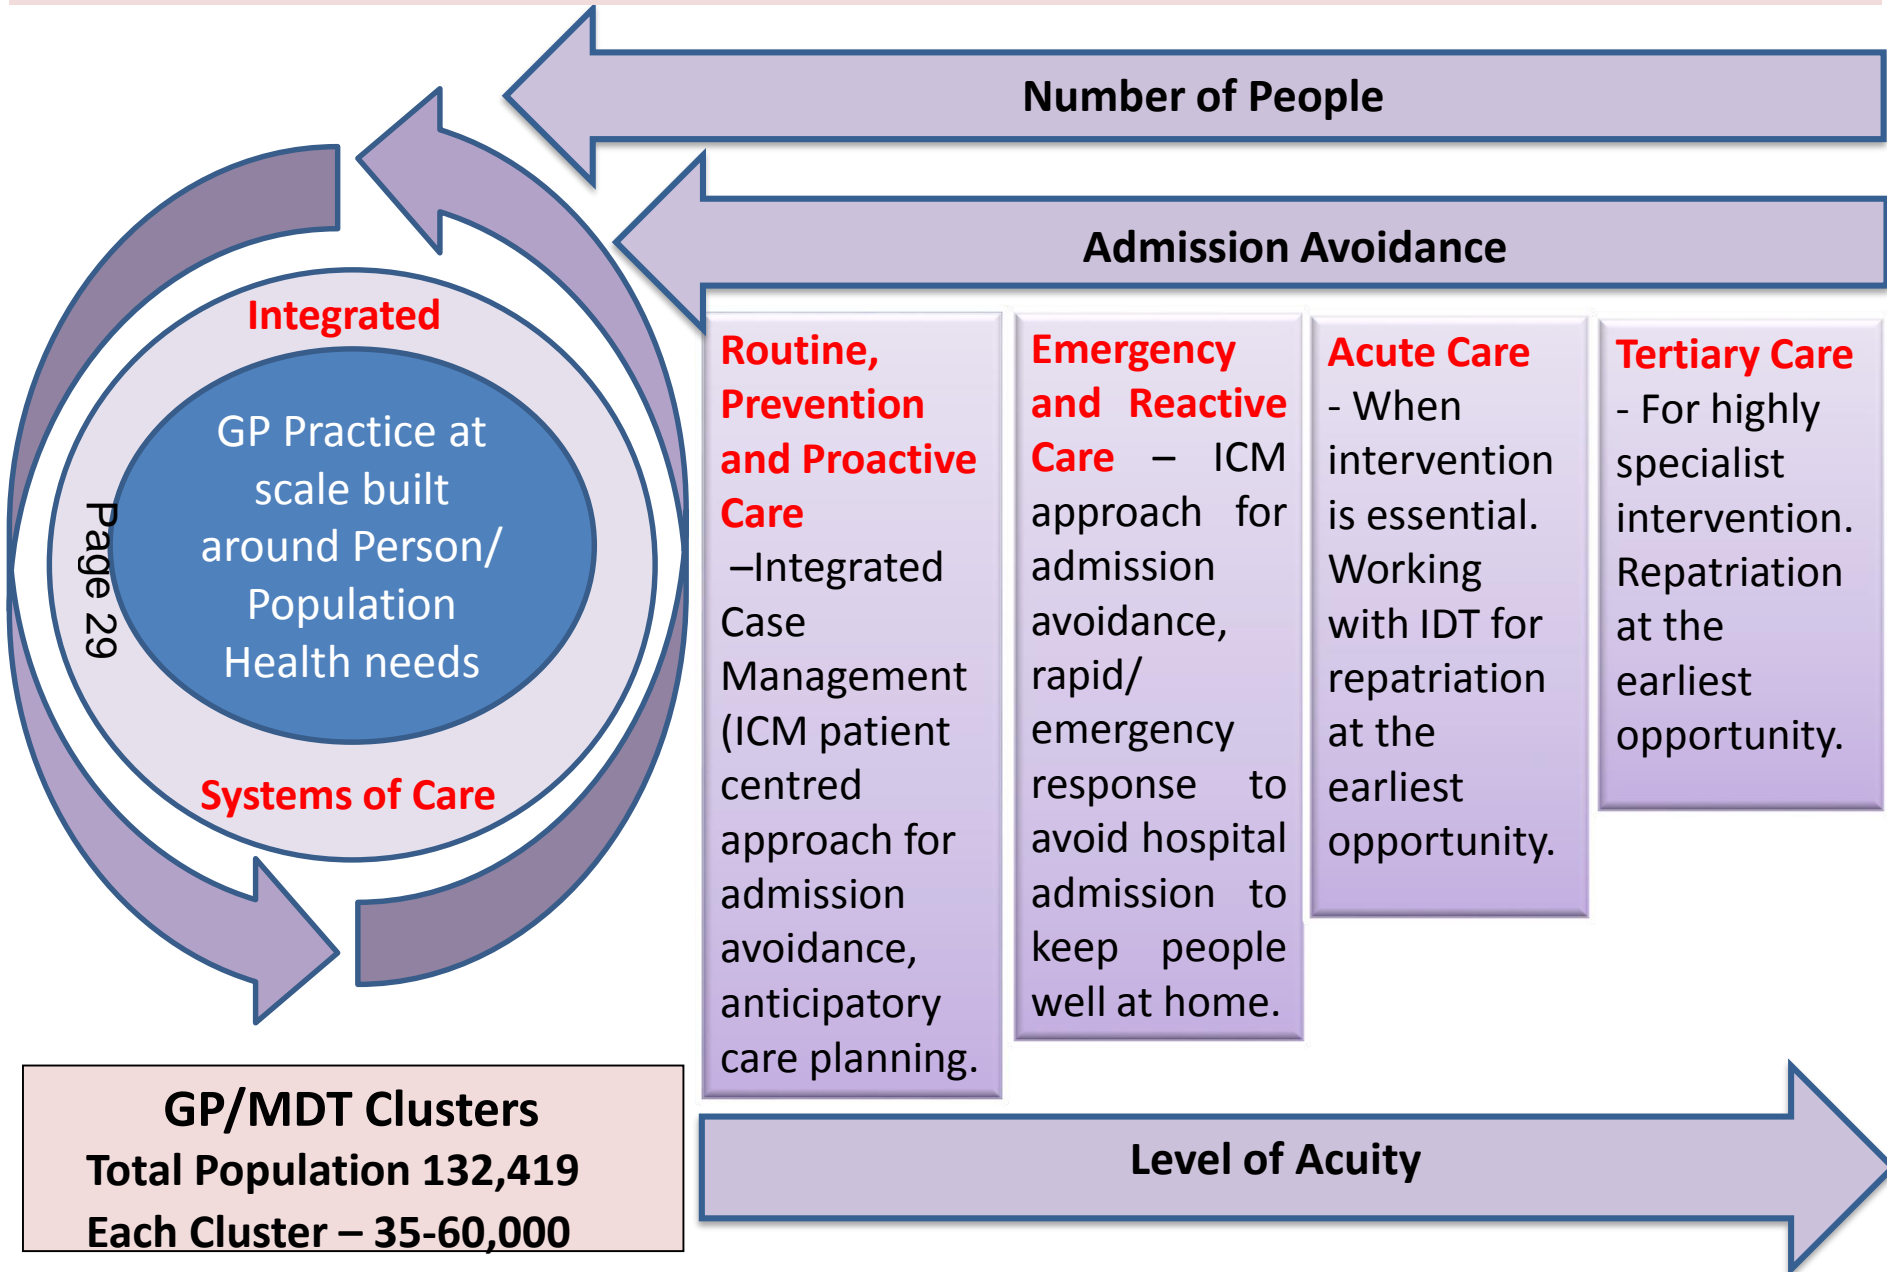 Number of People
Admission Avoidance
Integrated
GP Practice at
scale built
around Person/
Population
Health needs
Systems of Care
Page 29
Routine,
Prevention
and Proactive
Care
–Integrated
Case
Management
(ICM patient
centred
approach for
admission
avoidance,
anticipatory
care planning.
Emergency
and Reactive
Care – ICM
approach for
admission
avoidance,
rapid/
emergency
response to
avoid hospital
admission to
keep people
well at home.
Acute Care
- When
intervention
is essential.
Working
with IDT for
repatriation
at the
earliest
opportunity.
Tertiary Care
- For highly
specialist
intervention.
Repatriation
at the
earliest
opportunity.
GP/MDT Clusters
Total Population 132,419
Each Cluster – 35-60,000
Level of Acuity